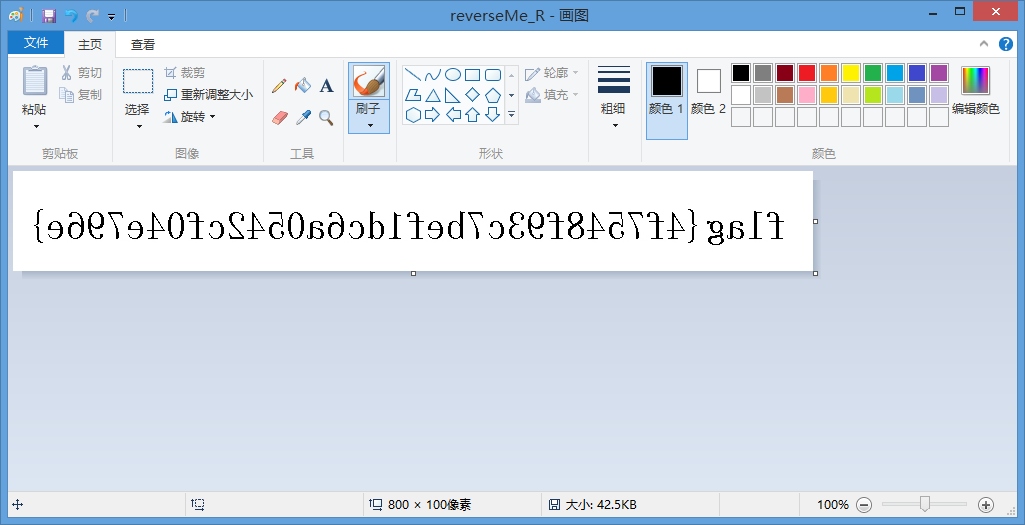 reverseMe_R - 画图
文件 主页 查看
粘贴 剪切 复制 剪贴板
选择 裁剪 重新调整大小 旋转 图像
工具
刷子
轮廓 填充 形状
粗细
颜色 1 颜色 2 编辑颜色 颜色
flag{4f7548f93c7bef1dc6a0542cf04e796e}
800 × 100像素 大小: 42.5KB 100%